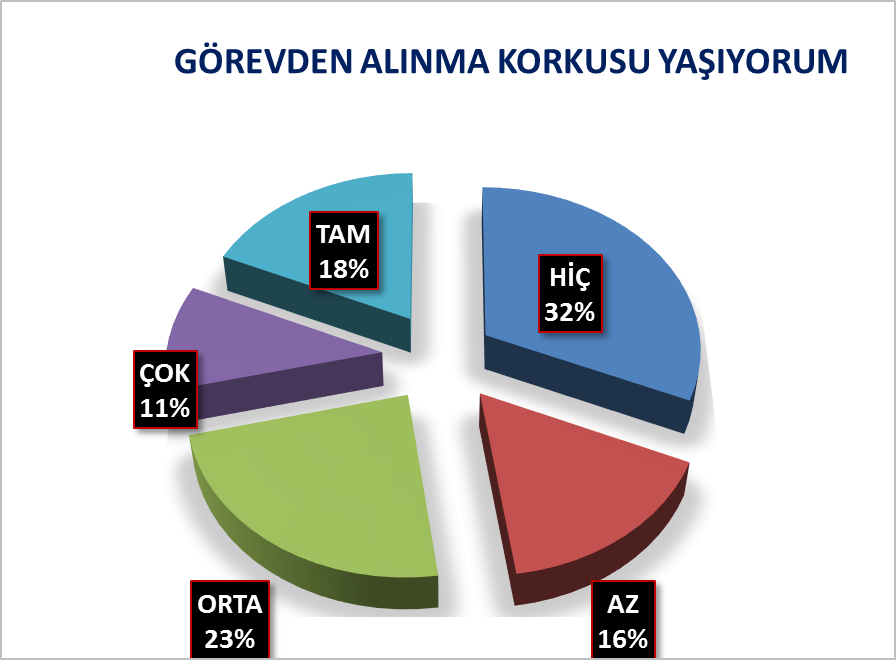 GÖREVDEN ALINMA KORKUSU YAŞIYORUM
TAM
18%
HİÇ
32%
ÇOK
11%
ORTA
23%
AZ
16%